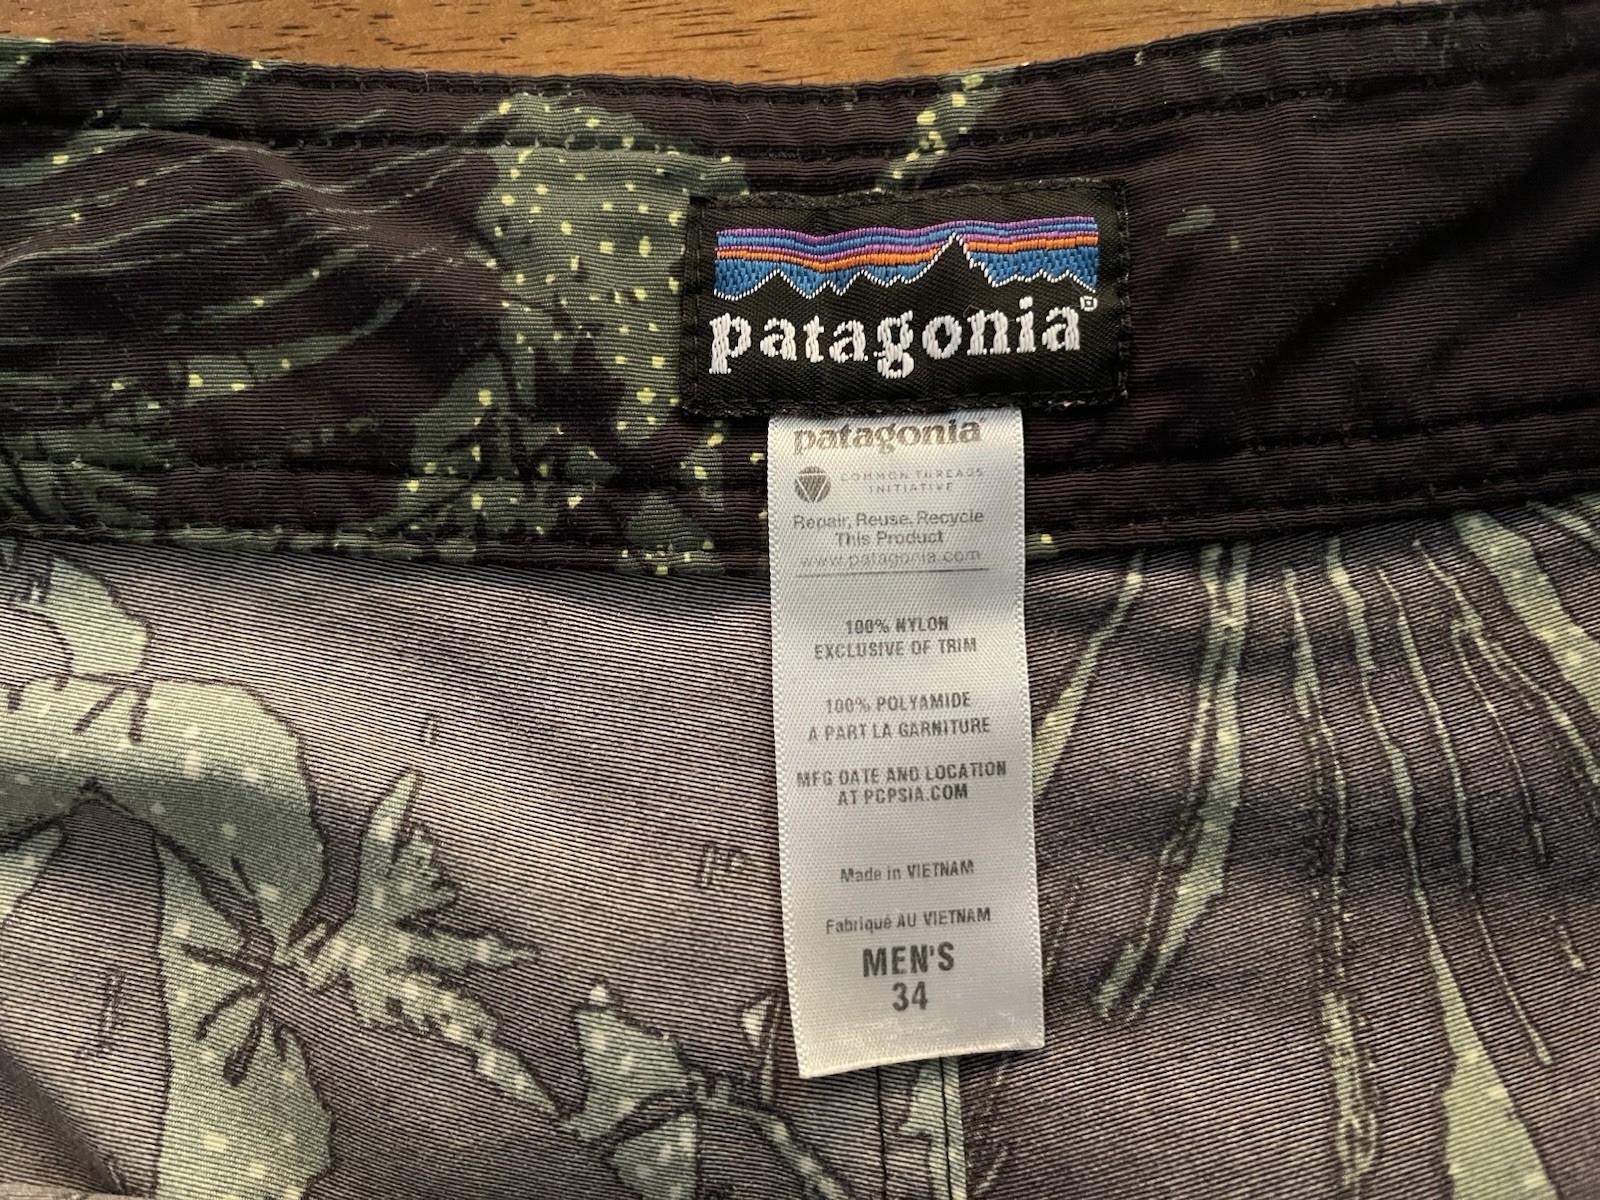 patagonia®
patagonia
COMMON THREADS
INITIATIVE
Repair, Reuse, Recycle
This Product
www.patagonia.com
100% NYLON
EXCLUSIVE OF TRIM
100% POLYAMIDE
A PART LA GARNITURE
MFG DATE AND LOCATION
AT PCPSIA.COM
Made in VIETNAM
Fabriqué AU VIETNAM
MEN'S
34